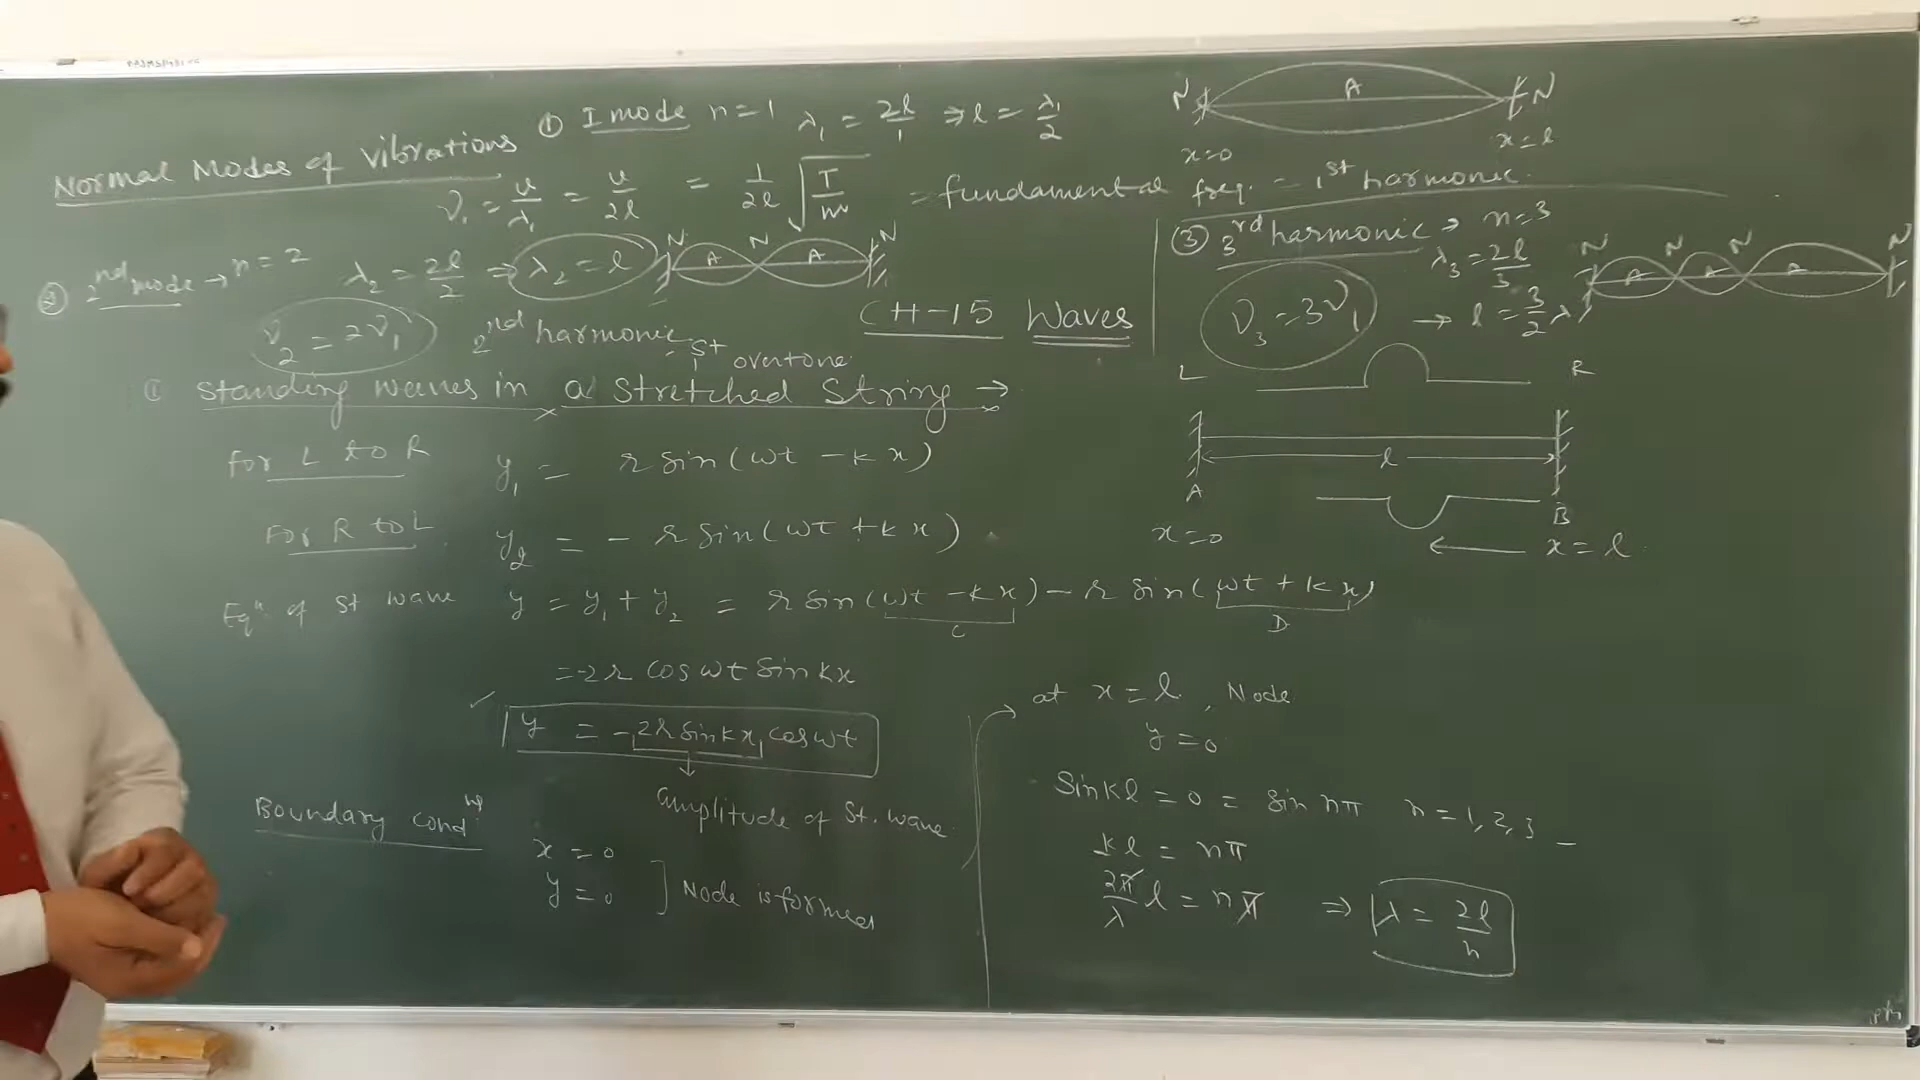 Normal Modes of Vibrations
① I mode n = 1 λ₁ = 2l/1 ⇒ l = λ₁/2
ν₁ = v/λ₁ = v/2l = 1/2l √(T/m) = fundamental freq. = 1st harmonic.
N A N
x=0 x=l
② 2nd mode → n = 2 λ₂ = 2l/2 ⇒ λ₂ = l
N A N A N
ν₂ = 2ν₁ 2nd harmonic, 1st overtone
③ 3rd harmonic → n=3
λ₃ = 2l/3
ν₃ = 3ν₁ → l = 3/2 λ₃
N A N A N A N
CH-15 Waves
① Standing waves in a Stretched String →
For L to R y₁ = r sin(ωt - kx)
For R to L y₂ = - r sin(ωt + kx)
Eqⁿ of St wave y = y₁ + y₂ = r sin(ωt - kx) - r sin(ωt + kx)
C D
= -2r cos ωt sin kx
y = -2r sin kx cos ωt
amplitude of St. wave
Boundary cond
x = 0
y = 0
Node is formed
L R
l
A B
x=0 x = l
at x = l, Node
y = 0
Sin kl = 0 = sin nπ n = 1, 2, 3 _
kl = nπ
2π/λ l = nπ ⇒ λ = 2l/n